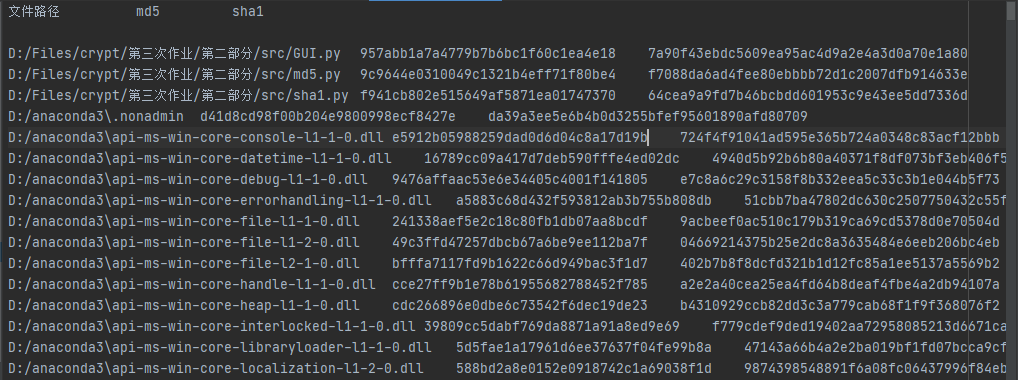 文件路径 md5 sha1
D:/Files/crypt/第三次作业/第二部分/src/GUI.py 957abb1a7a4779b7b6bc1f60c1ea4e18 7a90f43ebdc5609ea95ac4d9a2e4a3d0a70e1a80
D:/Files/crypt/第三次作业/第二部分/src/md5.py 9c9644e0310049c1321b4eff71f80be4 f7088da6ad4fee80ebbbb72d1c2007dfb914633e
D:/Files/crypt/第三次作业/第二部分/src/sha1.py f941cb802e515649af5871ea01747370 64cea9a9fd7b46bcbdd601953c9e43ee5dd7336d
D:/anaconda3\.nonadmin d41d8cd98f00b204e9800998ecf8427e da39a3ee5e6b4b0d3255bfef95601890afd80709
D:/anaconda3\api-ms-win-core-console-l1-1-0.dll e5912b05988259dad0d6d04c8a17d19b 724f4f91041ad595e365b724a0348c83acf12bbb
D:/anaconda3\api-ms-win-core-datetime-l1-1-0.dll 16789cc09a417d7deb590fffe4ed02dc 4940d5b92b6b80a40371f8df073bf3eb406f5
D:/anaconda3\api-ms-win-core-debug-l1-1-0.dll 9476affaac53e6e34405c4001f141805 e7c8a6c29c3158f8b332eea5c33c3b1e044b5f73
D:/anaconda3\api-ms-win-core-errorhandling-l1-1-0.dll a5883c68d432f593812ab3b755b808db 51cbb7ba47802dc630c2507750432c55f
D:/anaconda3\api-ms-win-core-file-l1-1-0.dll 241338aef5e2c18c80fb1db07aa8bcdf 9acbeef0ac510c179b319ca69cd5378d0e70504d
D:/anaconda3\api-ms-win-core-file-l1-2-0.dll 49c3ffd47257dbcb67a6be9ee112ba7f 04669214375b25e2dc8a3635484e6eeb206bc4eb
D:/anaconda3\api-ms-win-core-file-l2-1-0.dll bfffa7117fd9b1622c66d949bac3f1d7 402b7b8f8dcfd321b1d12fc85a1ee5137a5569b2
D:/anaconda3\api-ms-win-core-handle-l1-1-0.dll cce27ff9b1e78b61955682788452f785 a2e2a40cea25ea4fd64b8deaf4fbe4a2db94107a
D:/anaconda3\api-ms-win-core-heap-l1-1-0.dll cdc266896e0dbe6c73542f6dec19de23 b4310929ccb82dd3c3a779cab68f1f9f368076f2
D:/anaconda3\api-ms-win-core-interlocked-l1-1-0.dll 39809cc5dabf769da8871a91a8ed9e69 f779cdef9ded19402aa72958085213d6671ca
D:/anaconda3\api-ms-win-core-libraryloader-l1-1-0.dll 5d5fae1a17961d6ee37637f04fe99b8a 47143a66b4a2e2ba019bf1fd07bcca9cf
D:/anaconda3\api-ms-win-core-localization-l1-2-0.dll 588bd2a8e0152e0918742c1a69038f1d 9874398548891f6a08fc06437996f84eb